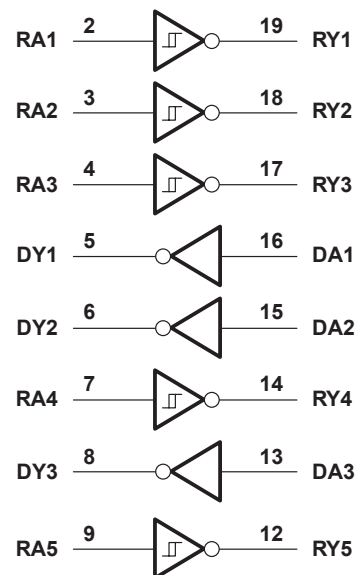 RA1 2 19 RY1
RA2 3 18 RY2
RA3 4 17 RY3
DY1 5 16 DA1
DY2 6 15 DA2
RA4 7 14 RY4
DY3 8 13 DA3
RA5 9 12 RY5